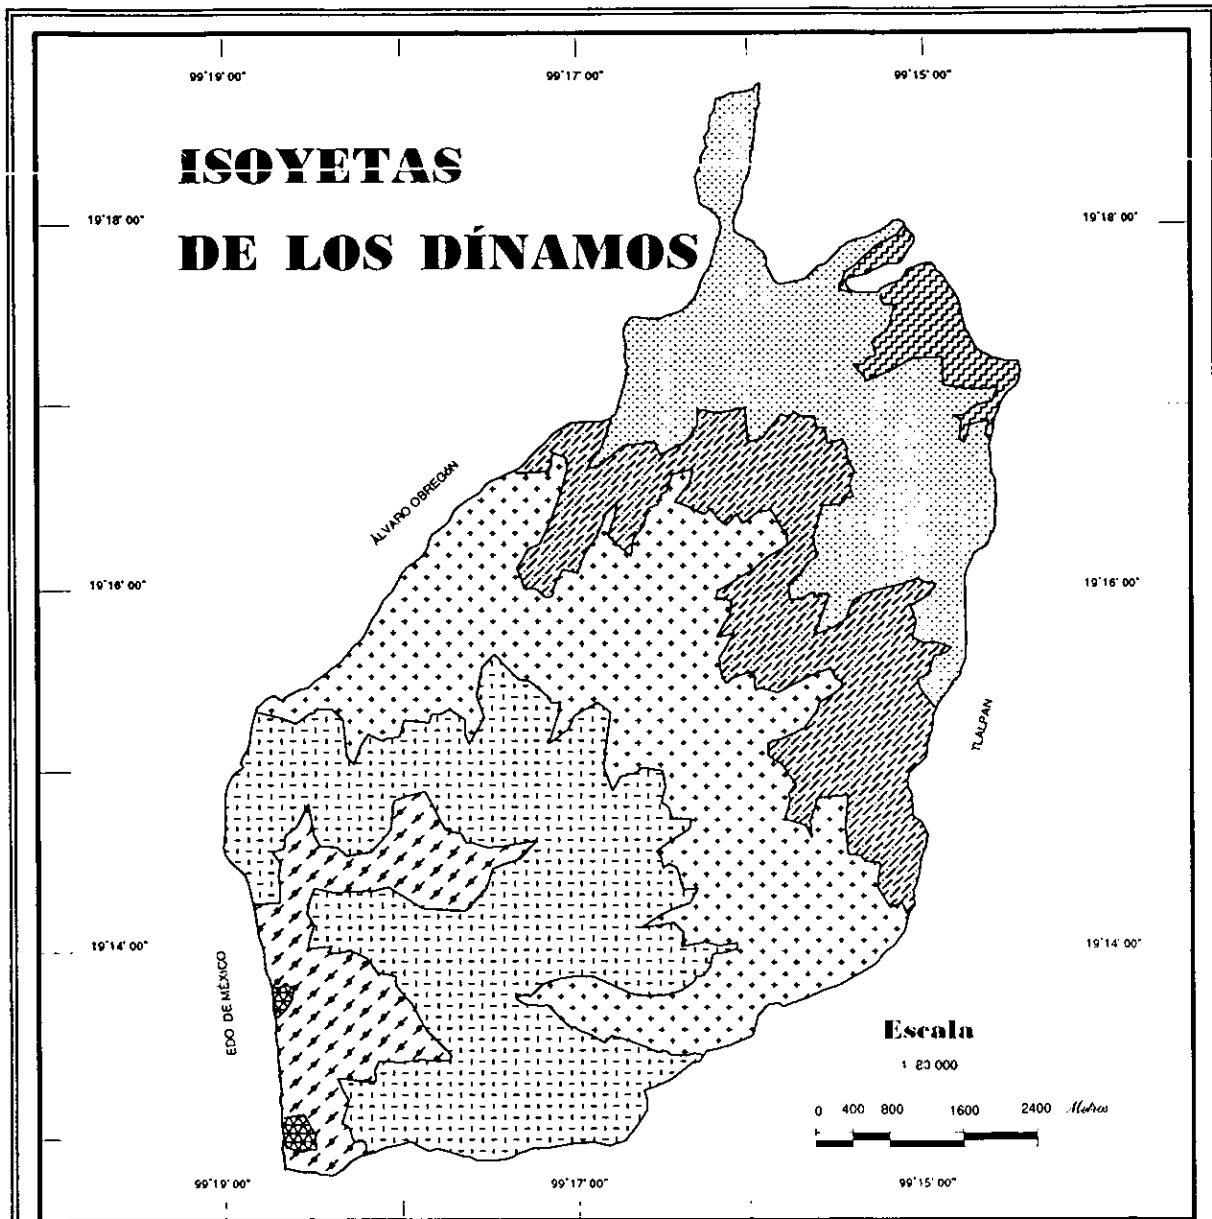 99°19' 00"
99°17' 00"
99°15' 00"
ISOYETAS
DE LOS DÍNAMOS
19°18' 00"
19°18' 00"
ÁLVARO OBREGÓN
19°16' 00"
19°16' 00"
TLALPAN
19°14' 00"
19°14' 00"
EDO DE MÉXICO
Escala
000
0 400 800 1600 2400 Metros
99°19' 00"
99°17' 00"
99°15' 00"